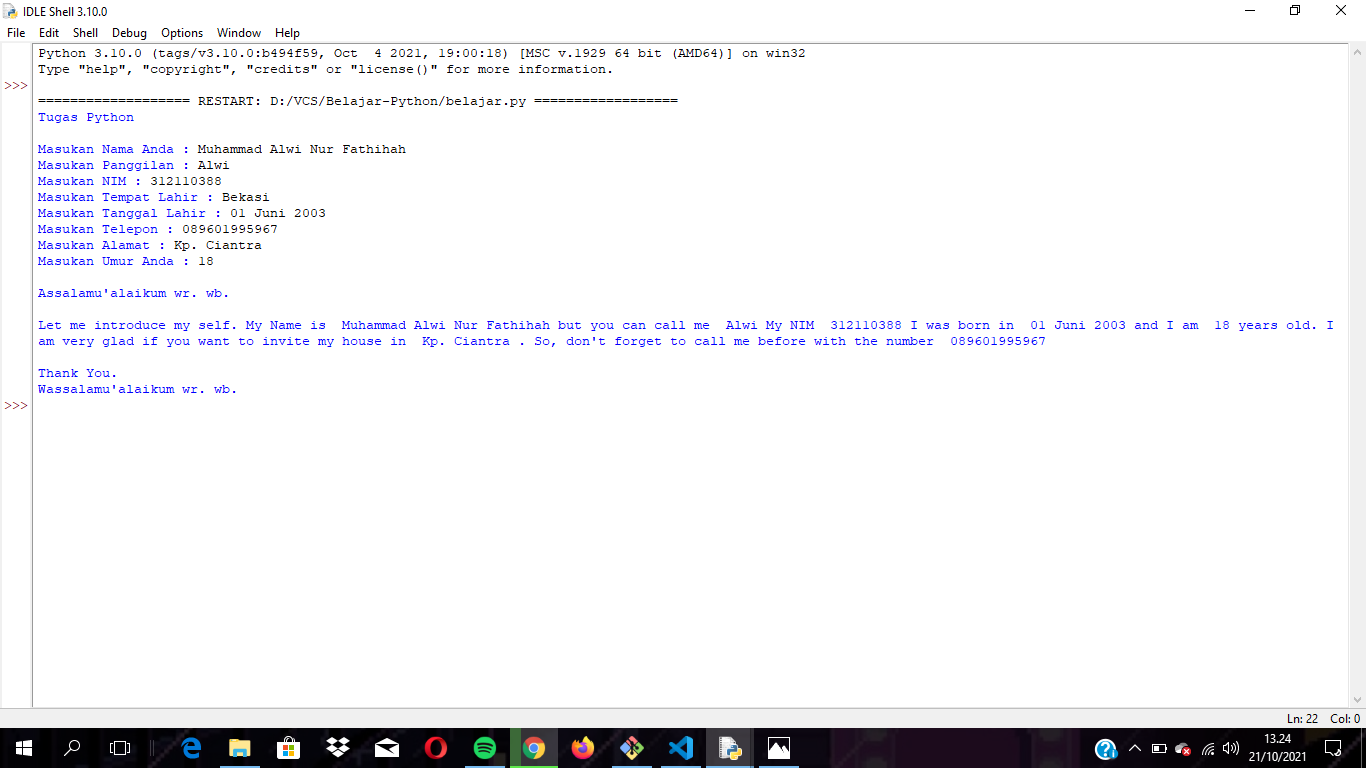 IDLE Shell 3.10.0
File Edit Shell Debug Options Window Help
Python 3.10.0 (tags/v3.10.0:b494f59, Oct  4 2021, 19:00:18) [MSC v.1929 64 bit (AMD64)] on win32
Type "help", "copyright", "credits" or "license()" for more information.
>>>
=================== RESTART: D:/VCS/Belajar-Python/belajar.py ==================
Tugas Python
Masukan Nama Anda : Muhammad Alwi Nur Fathihah
Masukan Panggilan : Alwi
Masukan NIM : 312110388
Masukan Tempat Lahir : Bekasi
Masukan Tanggal Lahir : 01 Juni 2003
Masukan Telepon : 089601995967
Masukan Alamat : Kp. Ciantra
Masukan Umur Anda : 18
Assalamu'alaikum wr. wb.
Let me introduce my self. My Name is  Muhammad Alwi Nur Fathihah but you can call me  Alwi My NIM  312110388 I was born in  01 Juni 2003 and I am  18 years old. I
am very glad if you want to invite my house in  Kp. Ciantra . So, don't forget to call me before with the number  089601995967
Thank You.
Wassalamu'alaikum wr. wb.
>>>
Ln: 22 Col: 0
13.24
21/10/2021